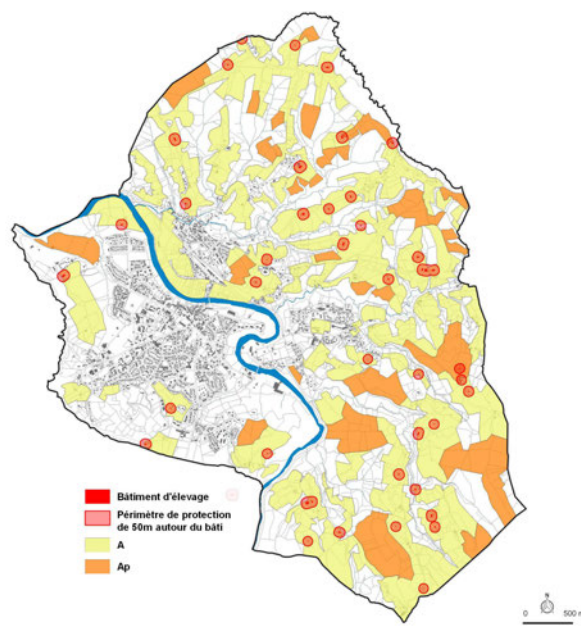 Bâtiment d'élevage
Périmètre de protection
de 50m autour du bâti
A
Ap
N
0 500 m